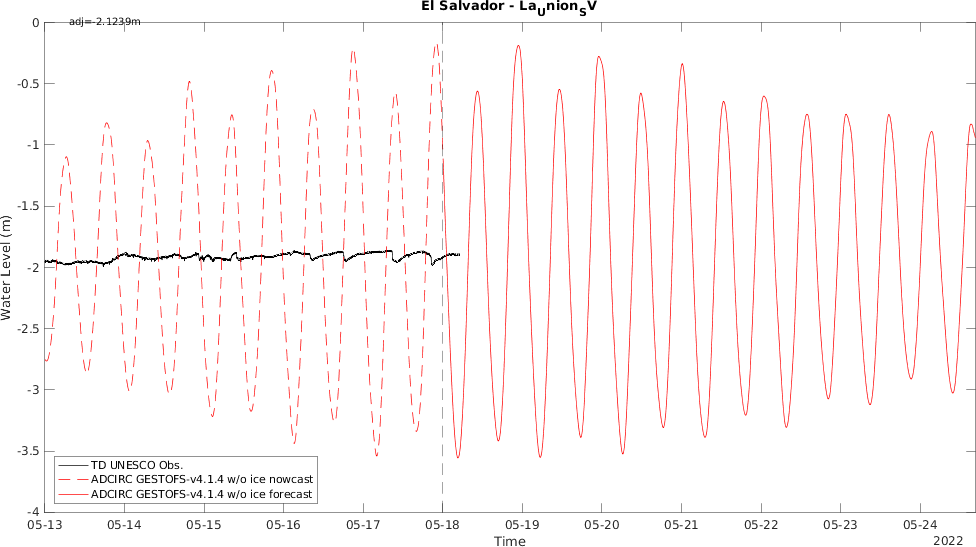 El Salvador - LaUnionSV
adj=-2.1239m
0
-0.5
-1
-1.5
-2
-2.5
-3
-3.5
-4
Water Level (m)
TD UNESCO Obs.
ADCIRC GESTOFS-v4.1.4 w/o ice nowcast
ADCIRC GESTOFS-v4.1.4 w/o ice forecast
05-13 05-14 05-15 05-16 05-17 05-18 05-19 05-20 05-21 05-22 05-23 05-24
Time
2022